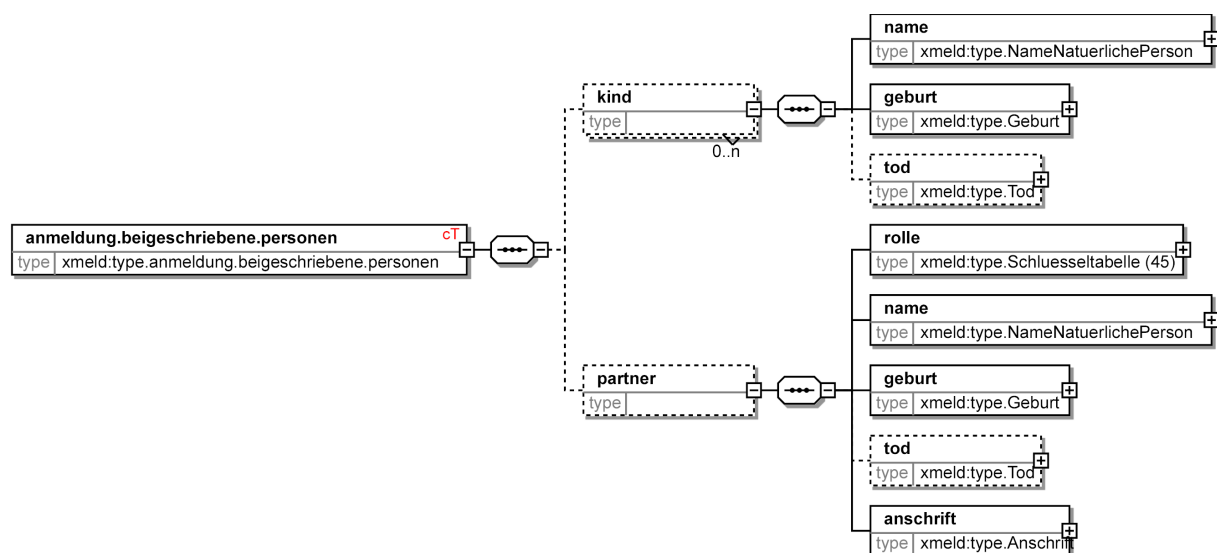 anmeldung.beigeschriebene.personen
cT
type xmeld:type.anmeldung.beigeschriebene.personen
kind
type
0..n
name
type xmeld:type.NameNatuerlichePerson
geburt
type xmeld:type.Geburt
tod
type xmeld:type.Tod
partner
type
rolle
type xmeld:type.Schluesseltabelle (45)
name
type xmeld:type.NameNatuerlichePerson
geburt
type xmeld:type.Geburt
tod
type xmeld:type.Tod
anschrift
type xmeld:type.Anschrift